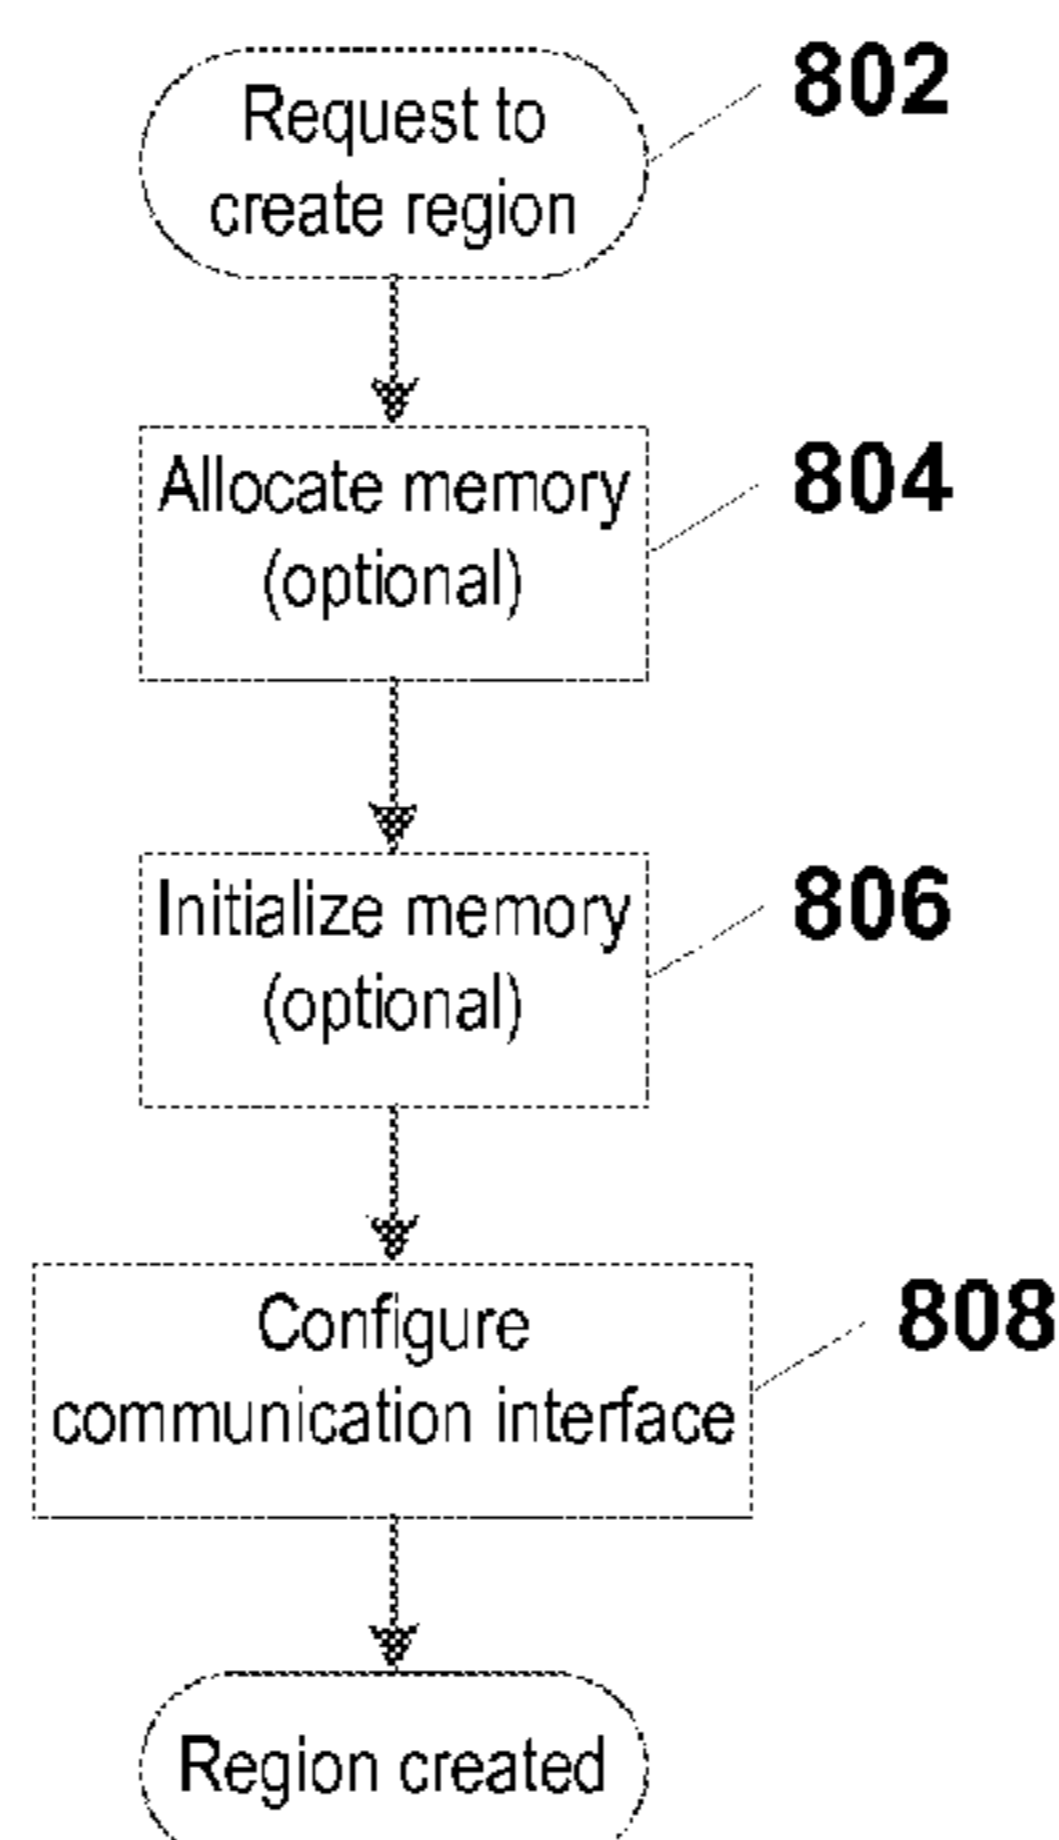 Request to
create region
802
Allocate memory
(optional)
804
Initialize memory
(optional)
806
Configure
communication interface
808
Region created